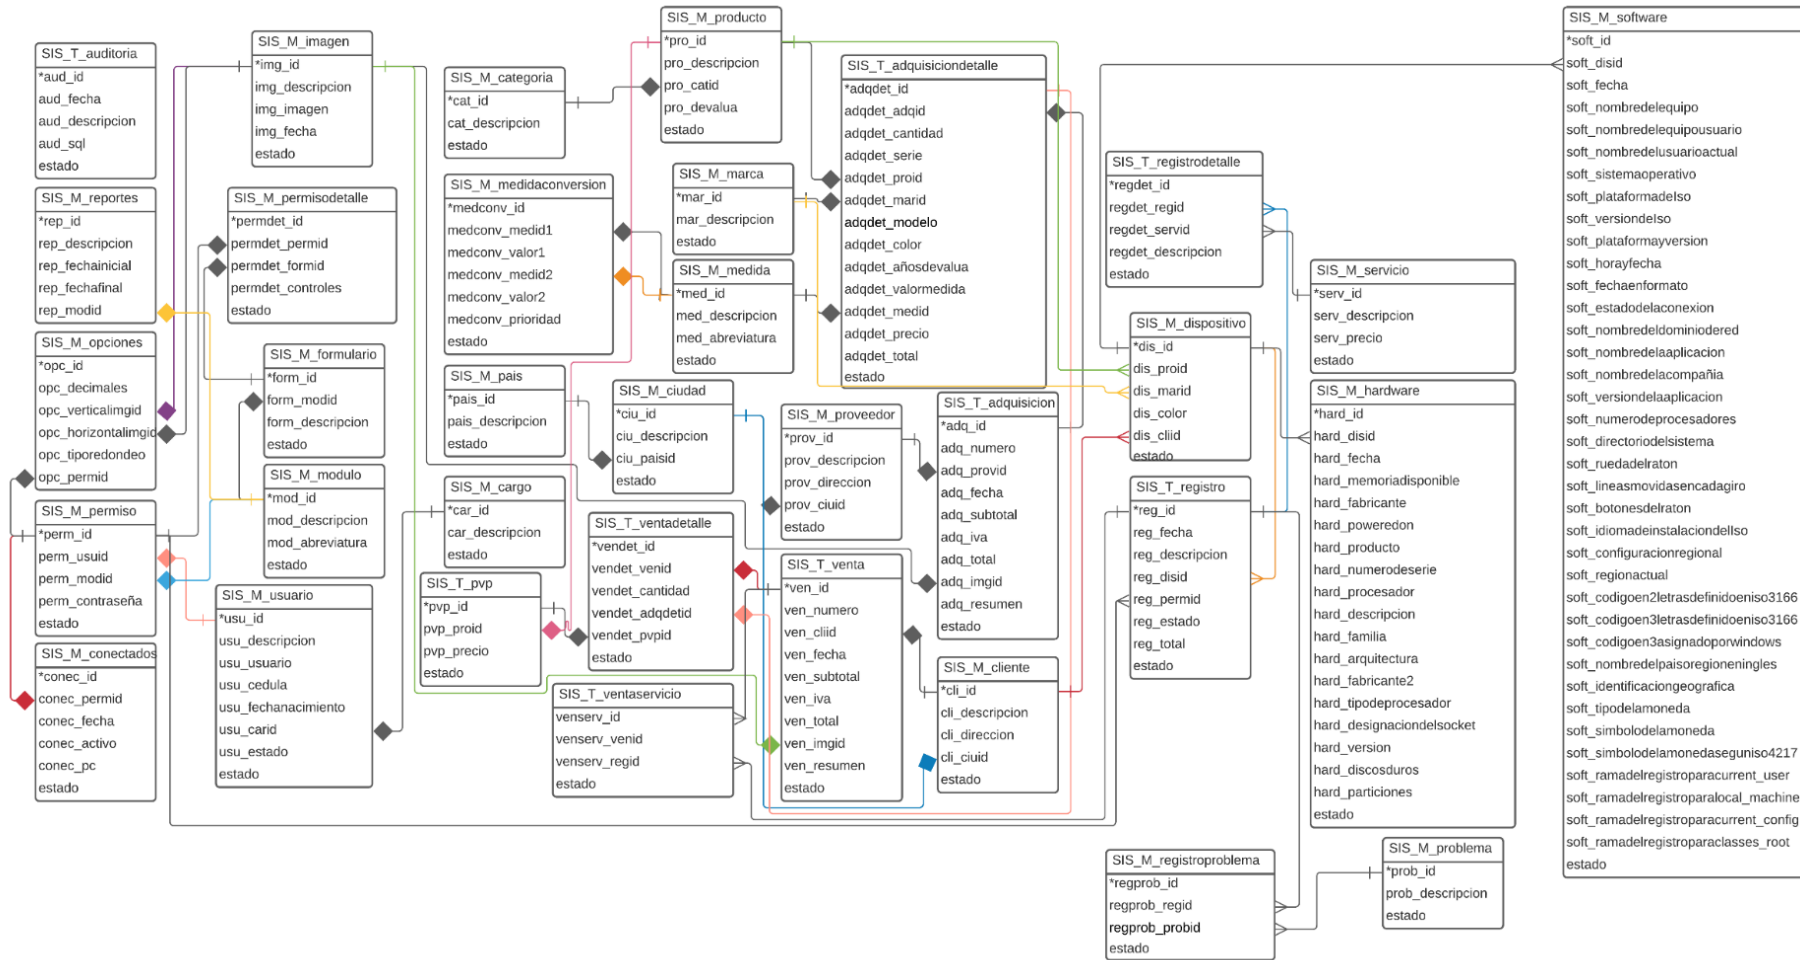 SIS_T_auditoria
*aud_id
aud_fecha
aud_descripcion
aud_sql
estado
SIS_M_reportes
*rep_id
rep_descripcion
rep_fechainicial
rep_fechafinal
rep_modid
SIS_M_opciones
*opc_id
opc_decimales
opc_verticalimgid
opc_horizontalimgid
opc_tiporedondeo
opc_permid
SIS_M_permiso
*perm_id
perm_usuid
perm_modid
perm_contraseña
estado
SIS_M_conectados
*conec_id
conec_permid
conec_fecha
conec_activo
conec_pc
estado
SIS_M_imagen
*img_id
img_descripcion
img_imagen
img_fecha
estado
SIS_M_permisodetalle
*permdet_id
permdet_permid
permdet_formid
permdet_controles
estado
SIS_M_formulario
*form_id
form_modid
form_descripcion
estado
SIS_M_modulo
*mod_id
mod_descripcion
mod_abreviatura
estado
SIS_M_usuario
*usu_id
usu_descripcion
usu_usuario
usu_cedula
usu_fechanacimiento
usu_carid
usu_estado
estado
SIS_M_categoria
*cat_id
cat_descripcion
estado
SIS_M_medidaconversion
*medconv_id
medconv_medid1
medconv_valor1
medconv_medid2
medconv_valor2
medconv_prioridad
estado
SIS_M_pais
*pais_id
pais_descripcion
estado
SIS_M_cargo
*car_id
car_descripcion
estado
SIS_T_pvp
*pvp_id
pvp_proid
pvp_precio
estado
SIS_M_producto
*pro_id
pro_descripcion
pro_catid
pro_devalua
estado
SIS_M_marca
*mar_id
mar_descripcion
estado
SIS_M_medida
*med_id
med_descripcion
med_abreviatura
estado
SIS_M_ciudad
*ciu_id
ciu_descripcion
ciu_paisid
estado
SIS_T_ventadetalle
*vendet_id
vendet_venid
vendet_cantidad
vendet_adqdetid
vendet_pvpid
estado
SIS_T_ventaservicio
venserv_id
venserv_venid
venserv_regid
estado
SIS_T_adquisiciondetalle
*adqdet_id
adqdet_adqid
adqdet_cantidad
adqdet_serie
adqdet_proid
adqdet_marid
adqdet_modelo
adqdet_color
adqdet_añosdevalua
adqdet_valormedida
adqdet_medid
adqdet_precio
adqdet_total
estado
SIS_M_proveedor
*prov_id
prov_descripcion
prov_direccion
prov_ciuid
estado
SIS_T_venta
*ven_id
ven_numero
ven_cliid
ven_fecha
ven_subtotal
ven_iva
ven_total
ven_imgid
ven_resumen
estado
SIS_T_adquisicion
*adq_id
adq_numero
adq_provid
adq_fecha
adq_subtotal
adq_iva
adq_total
adq_imgid
adq_resumen
estado
SIS_M_cliente
*cli_id
cli_descripcion
cli_direccion
cli_ciuid
estado
SIS_T_registrodetalle
*regdet_id
regdet_regid
regdet_servid
regdet_descripcion
estado
SIS_M_dispositivo
*dis_id
dis_proid
dis_marid
dis_color
dis_cliid
estado
SIS_T_registro
*reg_id
reg_fecha
reg_descripcion
reg_disid
reg_permid
reg_estado
reg_total
estado
SIS_M_registroproblema
*regprob_id
regprob_regid
regprob_probid
estado
SIS_M_servicio
*serv_id
serv_descripcion
serv_precio
estado
SIS_M_hardware
*hard_id
hard_disid
hard_fecha
hard_memoriadisponible
hard_fabricante
hard_poweredon
hard_producto
hard_numerodeserie
hard_procesador
hard_descripcion
hard_familia
hard_arquitectura
hard_fabricante2
hard_tipodeprocesador
hard_designaciondelsocket
hard_version
hard_discosduros
hard_particiones
estado
SIS_M_problema
*prob_id
prob_descripcion
estado
SIS_M_software
*soft_id
soft_disid
soft_fecha
soft_nombredelequipo
soft_nombredelequipousuario
soft_nombredelusuarioactual
soft_sistemaoperativo
soft_plataformadelso
soft_versiondelso
soft_plataformayversion
soft_horayfecha
soft_fechaenformato
soft_estadodelaconexion
soft_nombredeldominiodered
soft_nombredelaaplicacion
soft_nombredelacompañia
soft_versiondelaaplicacion
soft_numerodeprocesadores
soft_directoriodelsistema
soft_ruedadelraton
soft_lineasmovidasencadagiro
soft_botonesdelraton
soft_idiomadeinstalaciondelIso
soft_configuracionregional
soft_regionactual
soft_codigoen2letrasdefinidoeniso3166
soft_codigoen3letrasdefinidoeniso3166
soft_codigoen3asignadoporwindows
soft_nombredelpaisoregioneningles
soft_identificaciongeografica
soft_tipodelamoneda
soft_simbolodelamoneda
soft_simbolodelamonedaseguniso4217
soft_ramadelregistroparacurrent_user
soft_ramadelregistroparalocal_machine
soft_ramadelregistroparacurrent_config
soft_ramadelregistroparaclasses_root
estado